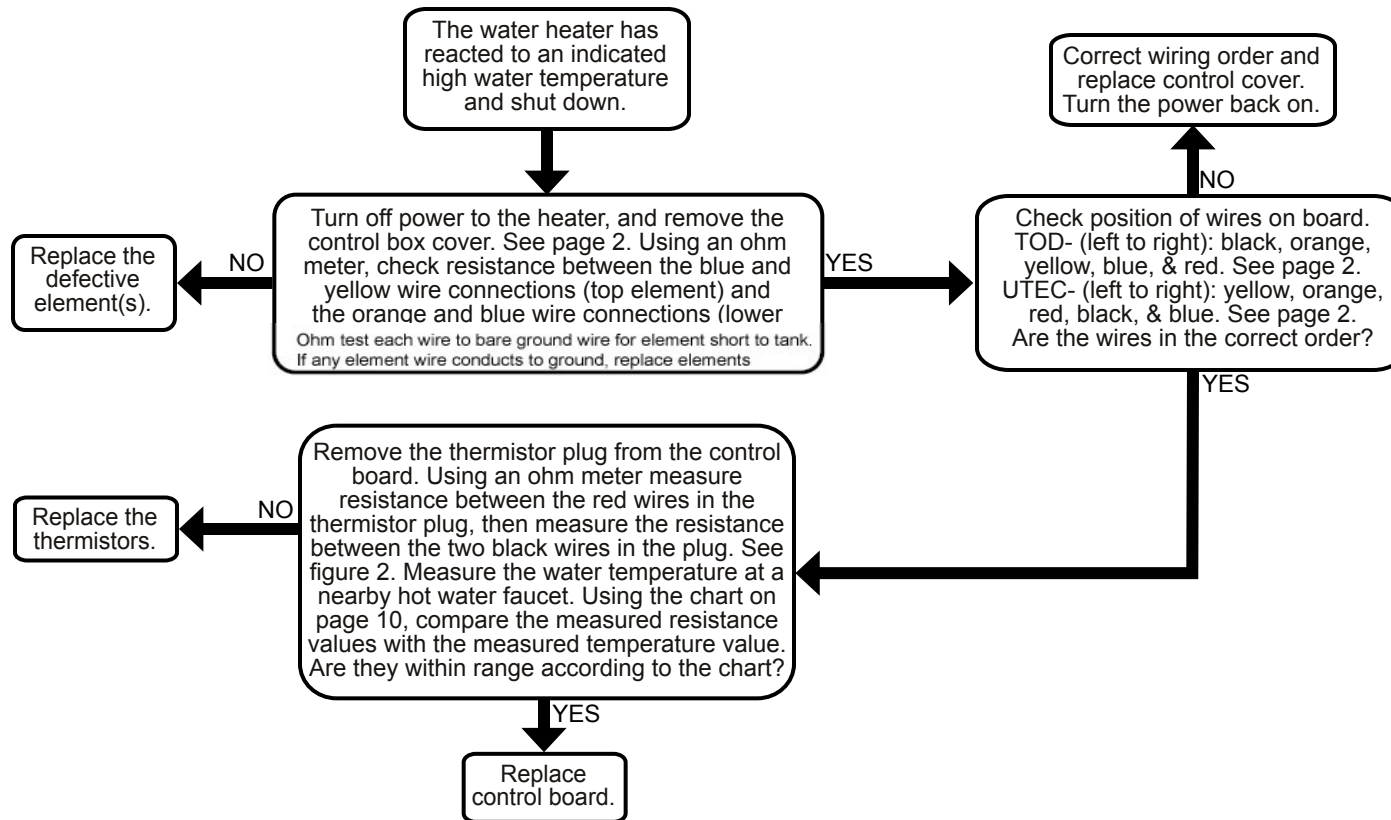 The water heater has
reacted to an indicated
high water temperature
and shut down.
Correct wiring order and
replace control cover.
Turn the power back on.
NO
Turn off power to the heater, and remove the
control box cover. See page 2. Using an ohm
meter, check resistance between the blue and
yellow wire connections (top element) and
the orange and blue wire connections (lower
Ohm test each wire to bare ground wire for element short to tank.
If any element wire conducts to ground, replace elements
NO
Replace the
defective
element(s).
YES
Check position of wires on board.
TOD- (left to right): black, orange,
yellow, blue, & red. See page 2.
UTEC- (left to right): yellow, orange,
red, black, & blue. See page 2.
Are the wires in the correct order?
YES
Remove the thermistor plug from the control
board. Using an ohm meter measure
resistance between the red wires in the
thermistor plug, then measure the resistance
between the two black wires in the plug. See
figure 2. Measure the water temperature at a
nearby hot water faucet. Using the chart on
page 10, compare the measured resistance
values with the measured temperature value.
Are they within range according to the chart?
NO
Replace the
thermistors.
YES
Replace
control board.